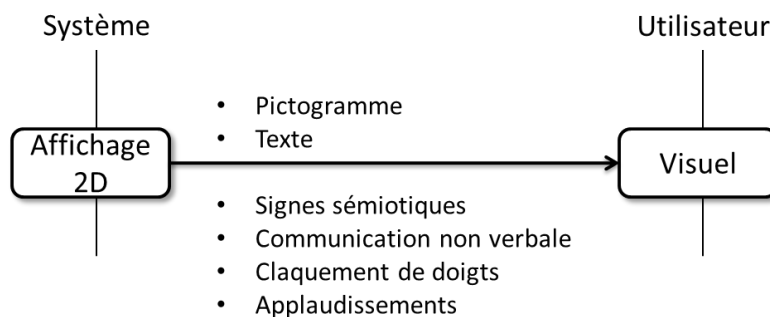 Système
Utilisateur
• Pictogramme
• Texte
Affichage
2D
Visuel
• Signes sémiotiques
• Communication non verbale
• Claquement de doigts
• Applaudissements